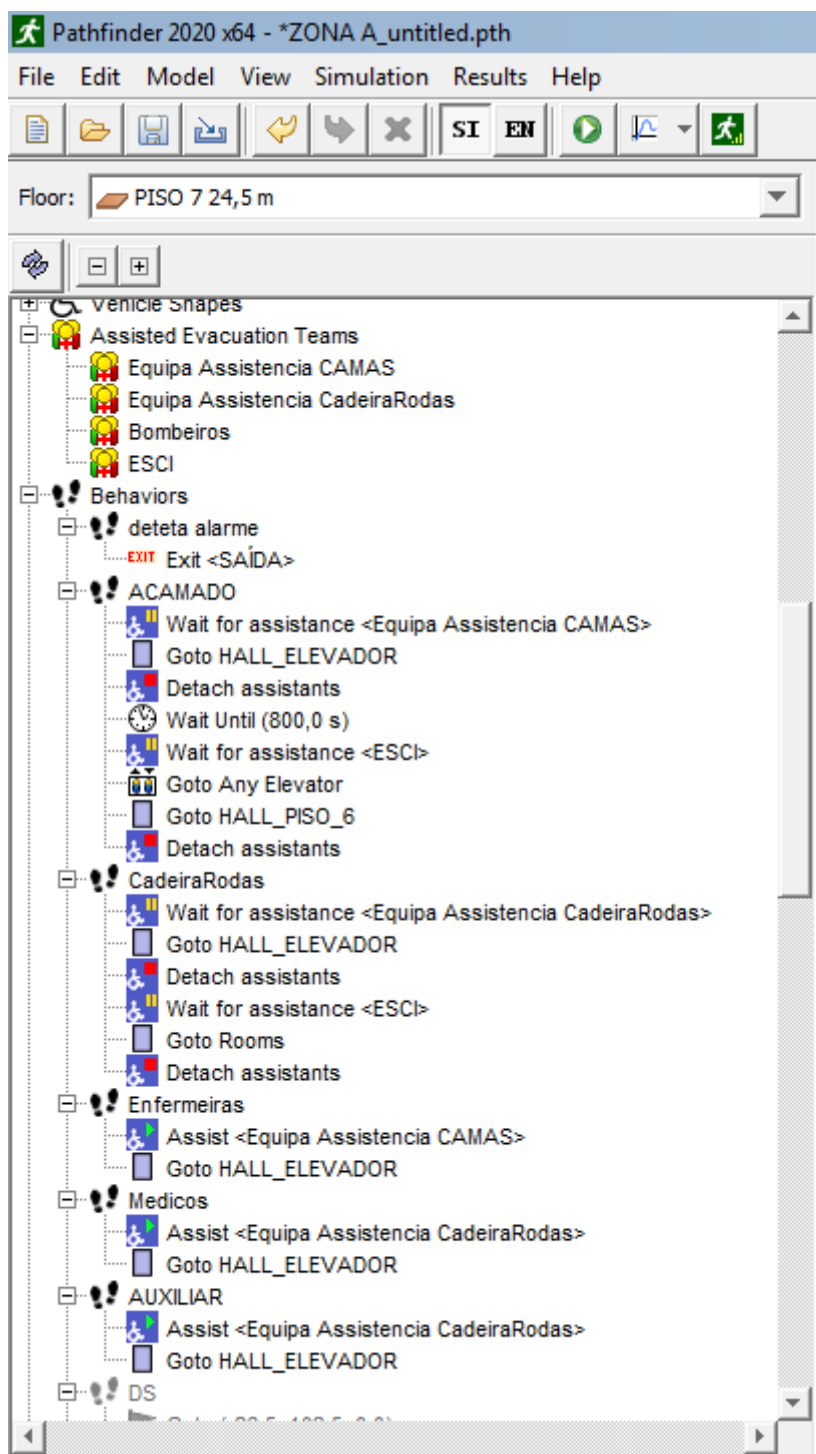 Pathfinder 2020 x64 - *ZONA A_untitled.pth
File Edit Model View Simulation Results Help
SI EN
Floor: PISO 7 24,5 m
Vehicle Shapes
Assisted Evacuation Teams
Equipa Assistencia CAMAS
Equipa Assistencia CadeiraRodas
Bombeiros
ESCI
Behaviors
deteta alarme
EXIT Exit <SAÍDA>
ACAMADO
Wait for assistance <Equipa Assistencia CAMAS>
Goto HALL_ELEVADOR
Detach assistants
Wait Until (800,0 s)
Wait for assistance <ESCI>
Goto Any Elevator
Goto HALL_PISO_6
Detach assistants
CadeiraRodas
Wait for assistance <Equipa Assistencia CadeiraRodas>
Goto HALL_ELEVADOR
Detach assistants
Wait for assistance <ESCI>
Goto Rooms
Detach assistants
Enfermeiras
Assist <Equipa Assistencia CAMAS>
Goto HALL_ELEVADOR
Medicos
Assist <Equipa Assistencia CadeiraRodas>
Goto HALL_ELEVADOR
AUXILIAR
Assist <Equipa Assistencia CadeiraRodas>
Goto HALL_ELEVADOR
DS